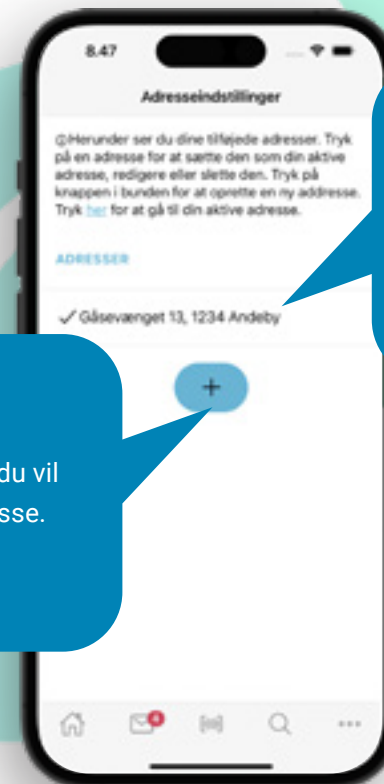 8.47
Adresseindstillinger
Herunder ser du dine tilføjede adresser. Tryk
på en adresse for at sætte den som din aktive
adresse, redigere eller slette den. Tryk på
knappen i bunden for at oprette en ny addresse.
Tryk her for at gå til din aktive adresse.
ADRESSER
✓ Gåsevænget 13, 1234 Andeby
+
du vil
sse.
4